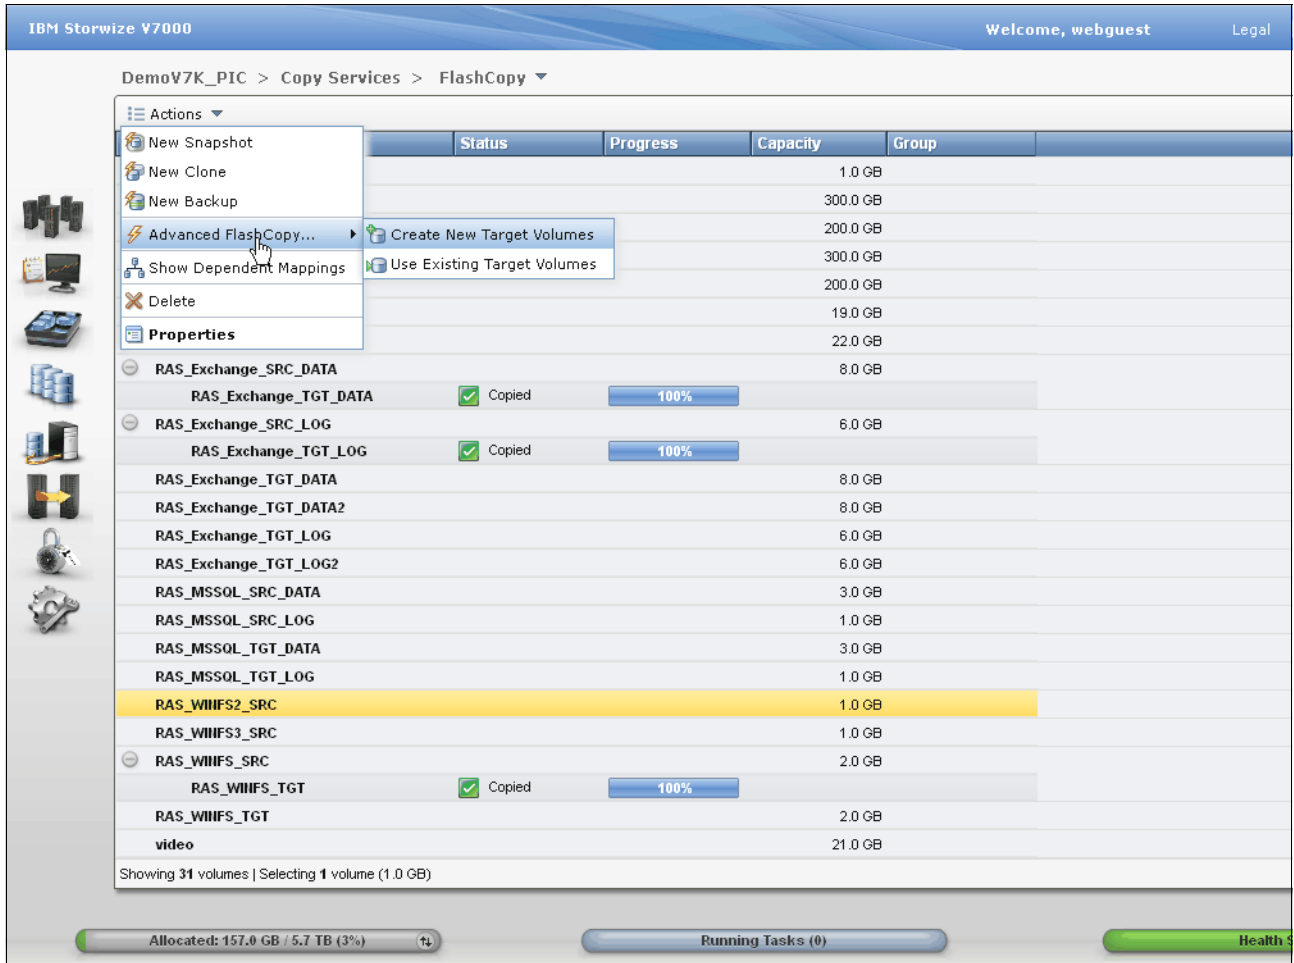 IBM Storwize V7000 Welcome, webguest Legal
DemoV7K_PIC > Copy Services > FlashCopy
Actions
Status Progress Capacity Group
New Snapshot
New Clone 1.0 GB
New Backup 300.0 GB
Advanced FlashCopy... Create New Target Volumes 200.0 GB
Show Dependent Mappings Use Existing Target Volumes 300.0 GB
200.0 GB
Delete 19.0 GB
Properties 22.0 GB
RAS_Exchange_SRC_DATA 8.0 GB
RAS_Exchange_TGT_DATA Copied 100%
RAS_Exchange_SRC_LOG 6.0 GB
RAS_Exchange_TGT_LOG Copied 100%
RAS_Exchange_TGT_DATA 8.0 GB
RAS_Exchange_TGT_DATA2 8.0 GB
RAS_Exchange_TGT_LOG 6.0 GB
RAS_Exchange_TGT_LOG2 6.0 GB
RAS_MSSQL_SRC_DATA 3.0 GB
RAS_MSSQL_SRC_LOG 1.0 GB
RAS_MSSQL_TGT_DATA 3.0 GB
RAS_MSSQL_TGT_LOG 1.0 GB
RAS_WINFS2_SRC 1.0 GB
RAS_WINFS3_SRC 1.0 GB
RAS_WINFS_SRC 2.0 GB
RAS_WINFS_TGT Copied 100%
RAS_WINFS_TGT 2.0 GB
video 21.0 GB
Showing 31 volumes | Selecting 1 volume (1.0 GB)
Allocated: 157.0 GB / 5.7 TB (3%) Running Tasks (0) Health